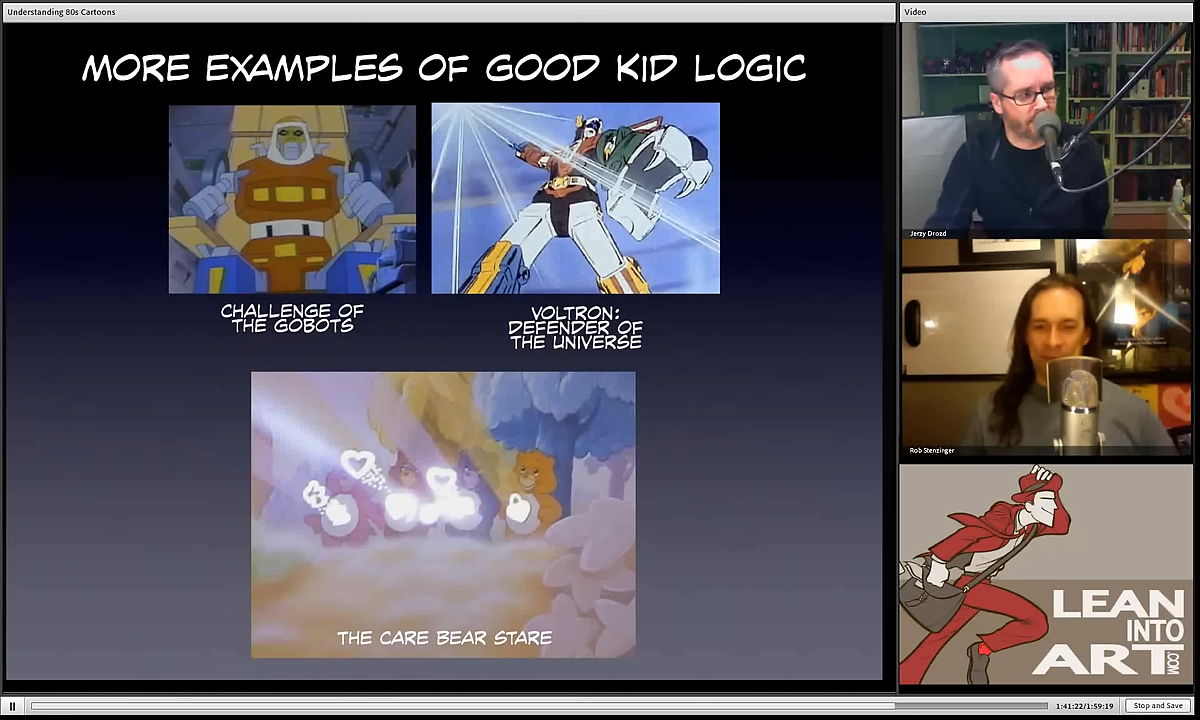 Understanding 80s Cartoons
MORE EXAMPLES OF GOOD KID LOGIC
CHALLENGE OF
THE GOBOTS
VOLTRON:
DEFENDER OF
THE UNIVERSE
THE CARE BEAR STARE
Video
Jerzy Drozd
Rob Stenzinger
LEAN
INTO
ART.COM
1:41:22/1:59:19
Stop and Save